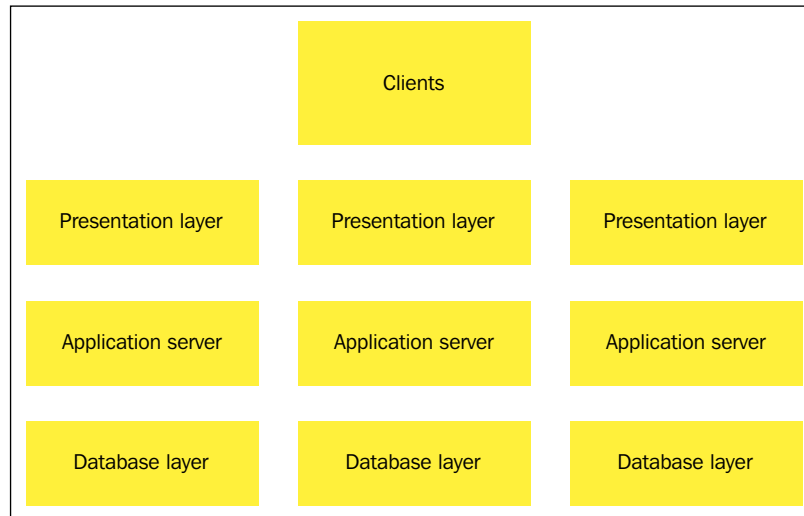 Clients
Presentation layer
Presentation layer
Presentation layer
Application server
Application server
Application server
Database layer
Database layer
Database layer